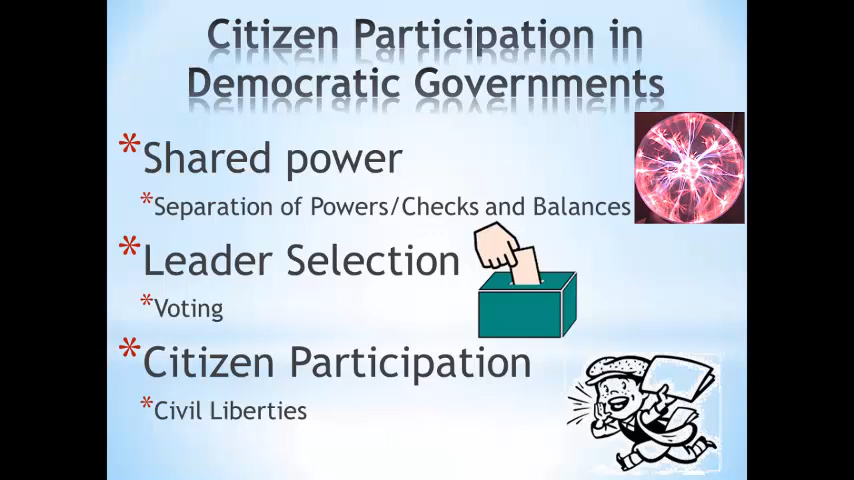 Citizen Participation in
Democratic Governments
*Shared power
*Separation of Powers/Checks and Balances
*Leader Selection
*Voting
*Citizen Participation
*Civil Liberties